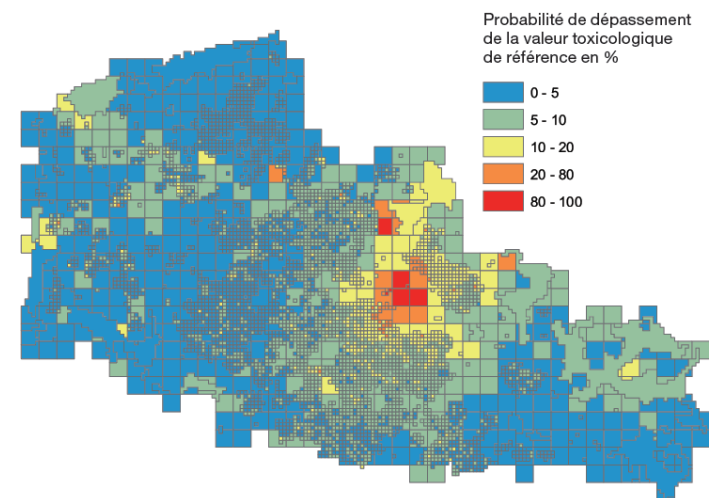 Probabilité de dépassement
de la valeur toxicologique
de référence en %
0 - 5
5 - 10
10 - 20
20 - 80
80 - 100